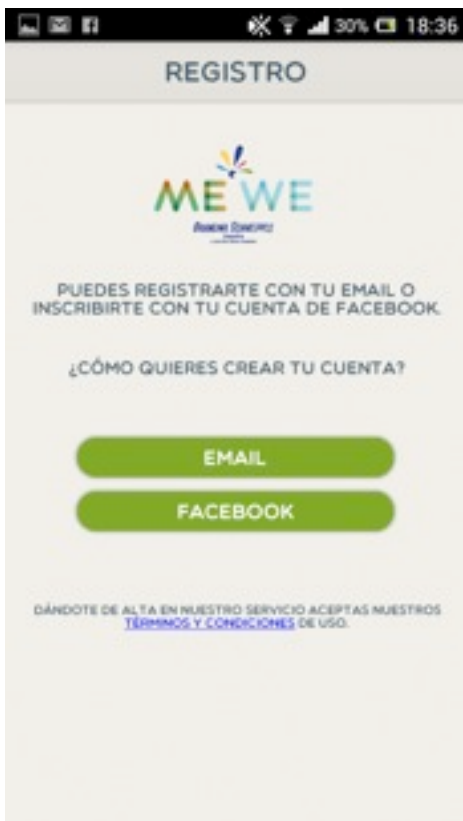 30% 18:36
REGISTRO
ME WE
PUEDES REGISTRARTE CON TU EMAIL O
INSCRIBIRTE CON TU CUENTA DE FACEBOOK.
¿CÓMO QUIERES CREAR TU CUENTA?
EMAIL
FACEBOOK
DÁNDOTE DE ALTA EN NUESTRO SERVICIO ACEPTAS NUESTROS
TÉRMINOS Y CONDICIONES DE USO.